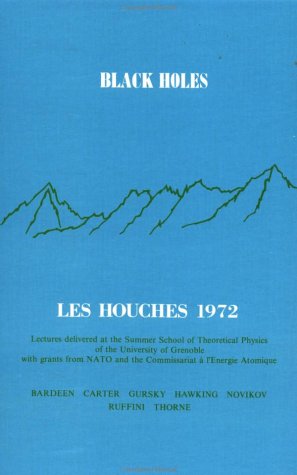 BLACK HOLES
LES HOUCHES 1972
Lectures delivered at the Summer School of Theoretical Physics
of the University of Grenoble
with grants from NATO and the Commissariat à l'Energie Atomique
BARDEEN CARTER GURSKY HAWKING NOVIKOV
RUFFINI THORNE